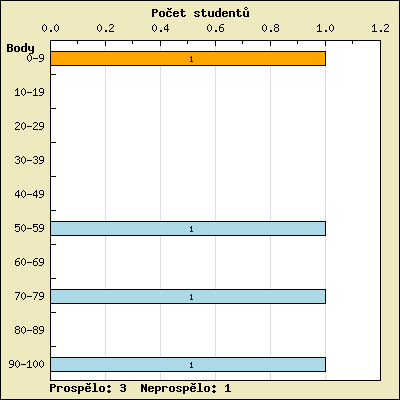 Počet studentů
0.0 0.2 0.4 0.6 0.8 1.0 1.2
Body
0-9 1
10-19
20-29
30-39
40-49
50-59 1
60-69
70-79 1
80-89
90-100 1
Prospělo: 3 Neprospělo: 1